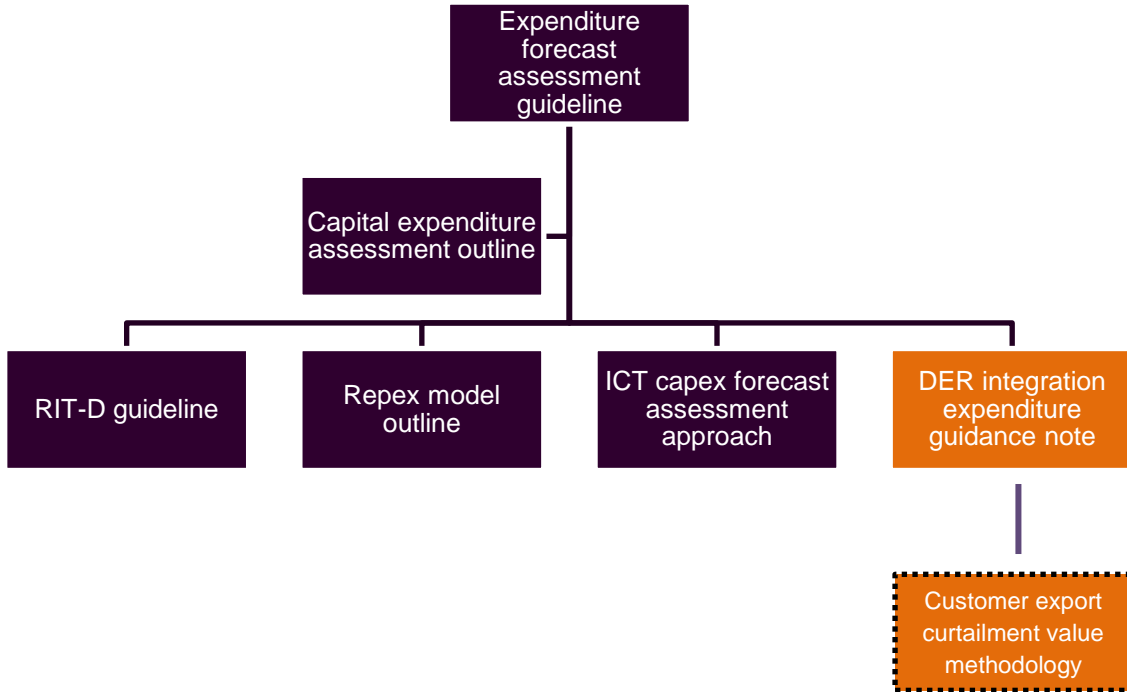 Expenditure
forecast
assessment
guideline
Capital expenditure
assessment outline
RIT-D guideline
Repex model
outline
ICT capex forecast
assessment
approach
DER integration
expenditure
guidance note
Customer export
curtailment value
methodology